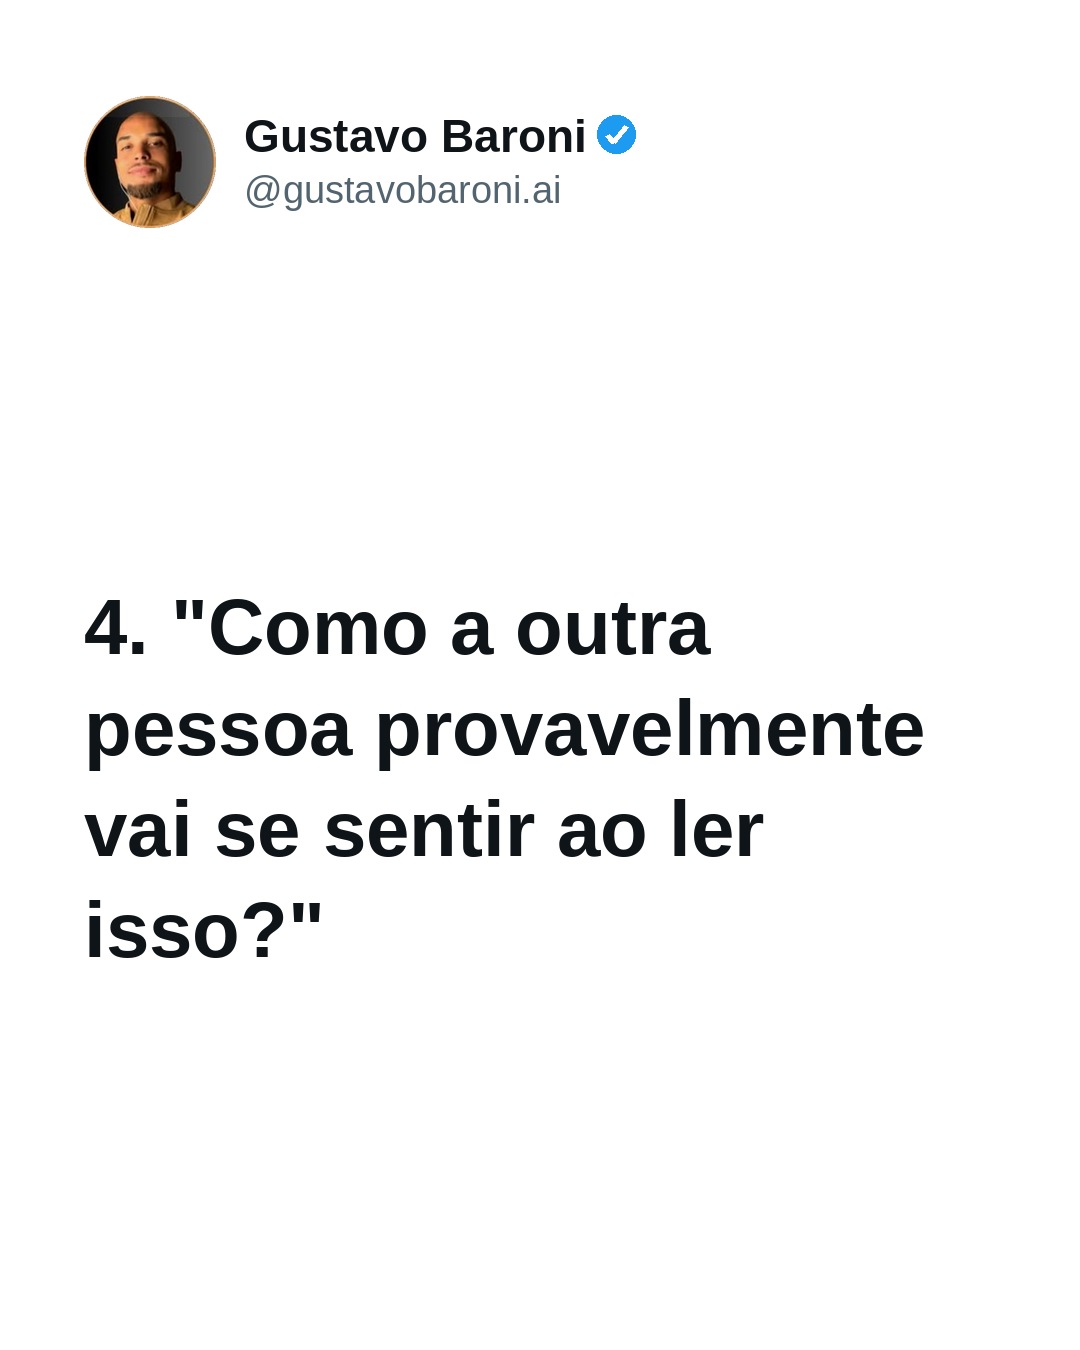 Gustavo Baroni
@gustavobaroni.ai
4. "Como a outra
pessoa provavelmente
vai se sentir ao ler
isso?"